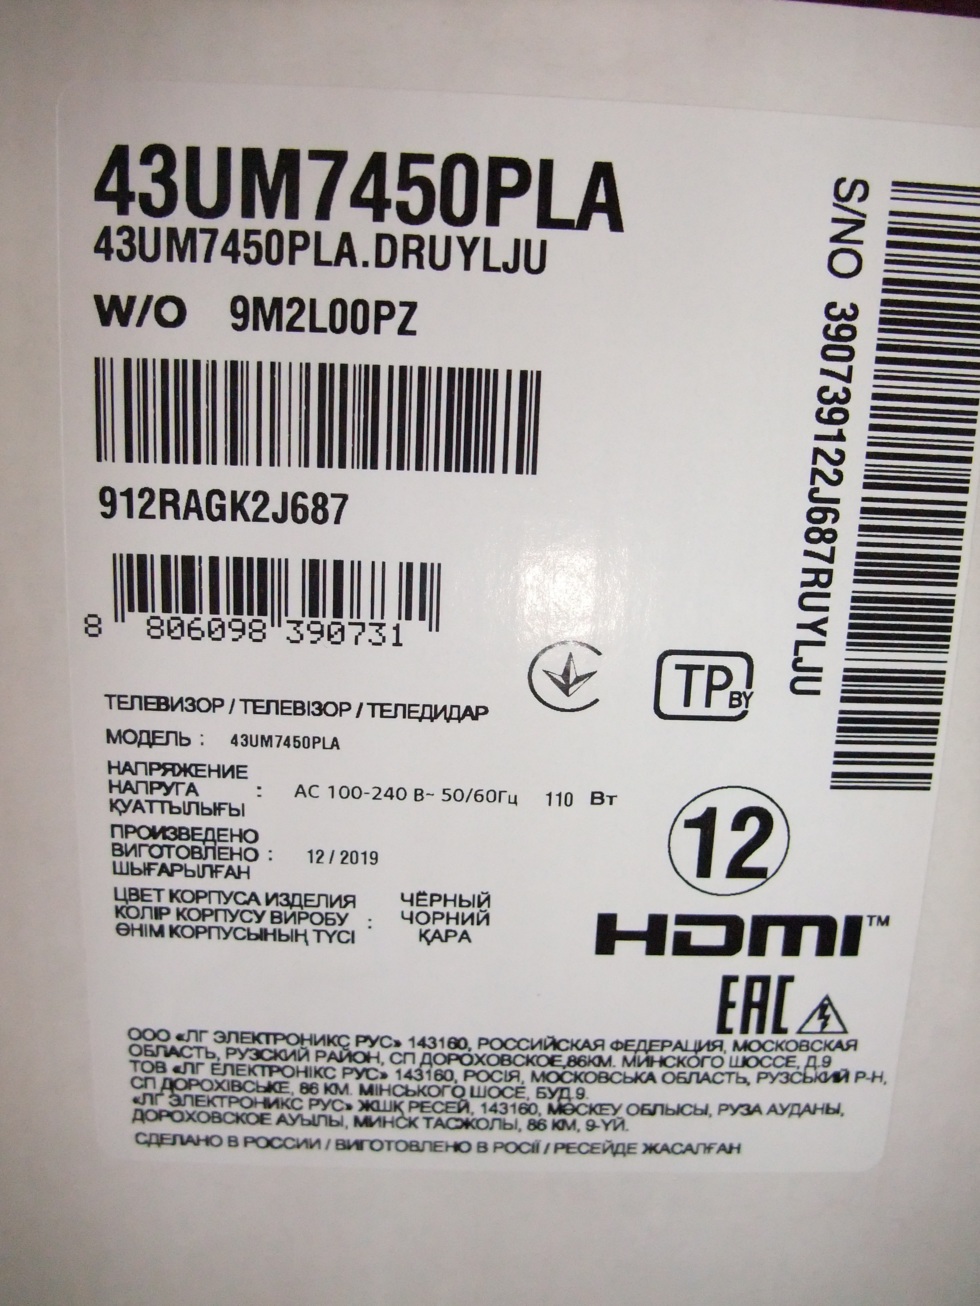 43UM7450PLA
43UM7450PLA.DRUYLJU
W/O 9M2L00PZ
912RAGK2J687
8 806098 390731
S/NO 390739122J687RUYLJU
TP BY
ТЕЛЕВИЗОР / ТЕЛЕВІЗОР / ТЕЛЕДИДАР
МОДЕЛЬ : 43UM7450PLA
НАПРЯЖЕНИЕ
НАПРУГА : AC 100-240 В~ 50/60Гц 110 Вт
ҚУАТТЫЛЫҒЫ
ПРОИЗВЕДЕНО
ВИГОТОВЛЕНО : 12 / 2019
ШЫҒАРЫЛҒАН
ЦВЕТ КОРПУСА ИЗДЕЛИЯ ЧЁРНЫЙ
КОЛІР КОРПУСУ ВИРОБУ : ЧОРНИЙ
ӨНІМ КОРПУСЫНЫҢ ТҮСІ ҚАРА
12
HDMI™
EAC
ООО «ЛГ ЭЛЕКТРОНИКС РУС» 143160, РОССИЙСКАЯ ФЕДЕРАЦИЯ, МОСКОВСКАЯ
ОБЛАСТЬ, РУЗСКИЙ РАЙОН, СП ДОРОХОВСКОЕ,86КМ. МИНСКОГО ШОССЕ, Д.9
ТОВ «ЛГ ЕЛЕКТРОНІКС РУС» 143160, РОСІЯ, МОСКОВСЬКА ОБЛАСТЬ, РУЗСЬКИЙ Р-Н,
СП ДОРОХІВСЬКЕ, 86 КМ. МІНСЬКОГО ШОСЕ, БУД 9.
«ЛГ ЭЛЕКТРОНИКС РУС» ЖШҚ РЕСЕЙ, 143160, МӘСКЕУ ОБЛЫСЫ, РУЗА АУДАНЫ,
ДОРОХОВСКОЕ АУЫЛЫ, МИНСК ТАСЖОЛЫ, 86 КМ, 9-ҮЙ.
СДЕЛАНО В РОССИИ / ВИГОТОВЛЕНО В РОСІЇ / РЕСЕЙДЕ ЖАСАЛҒАН